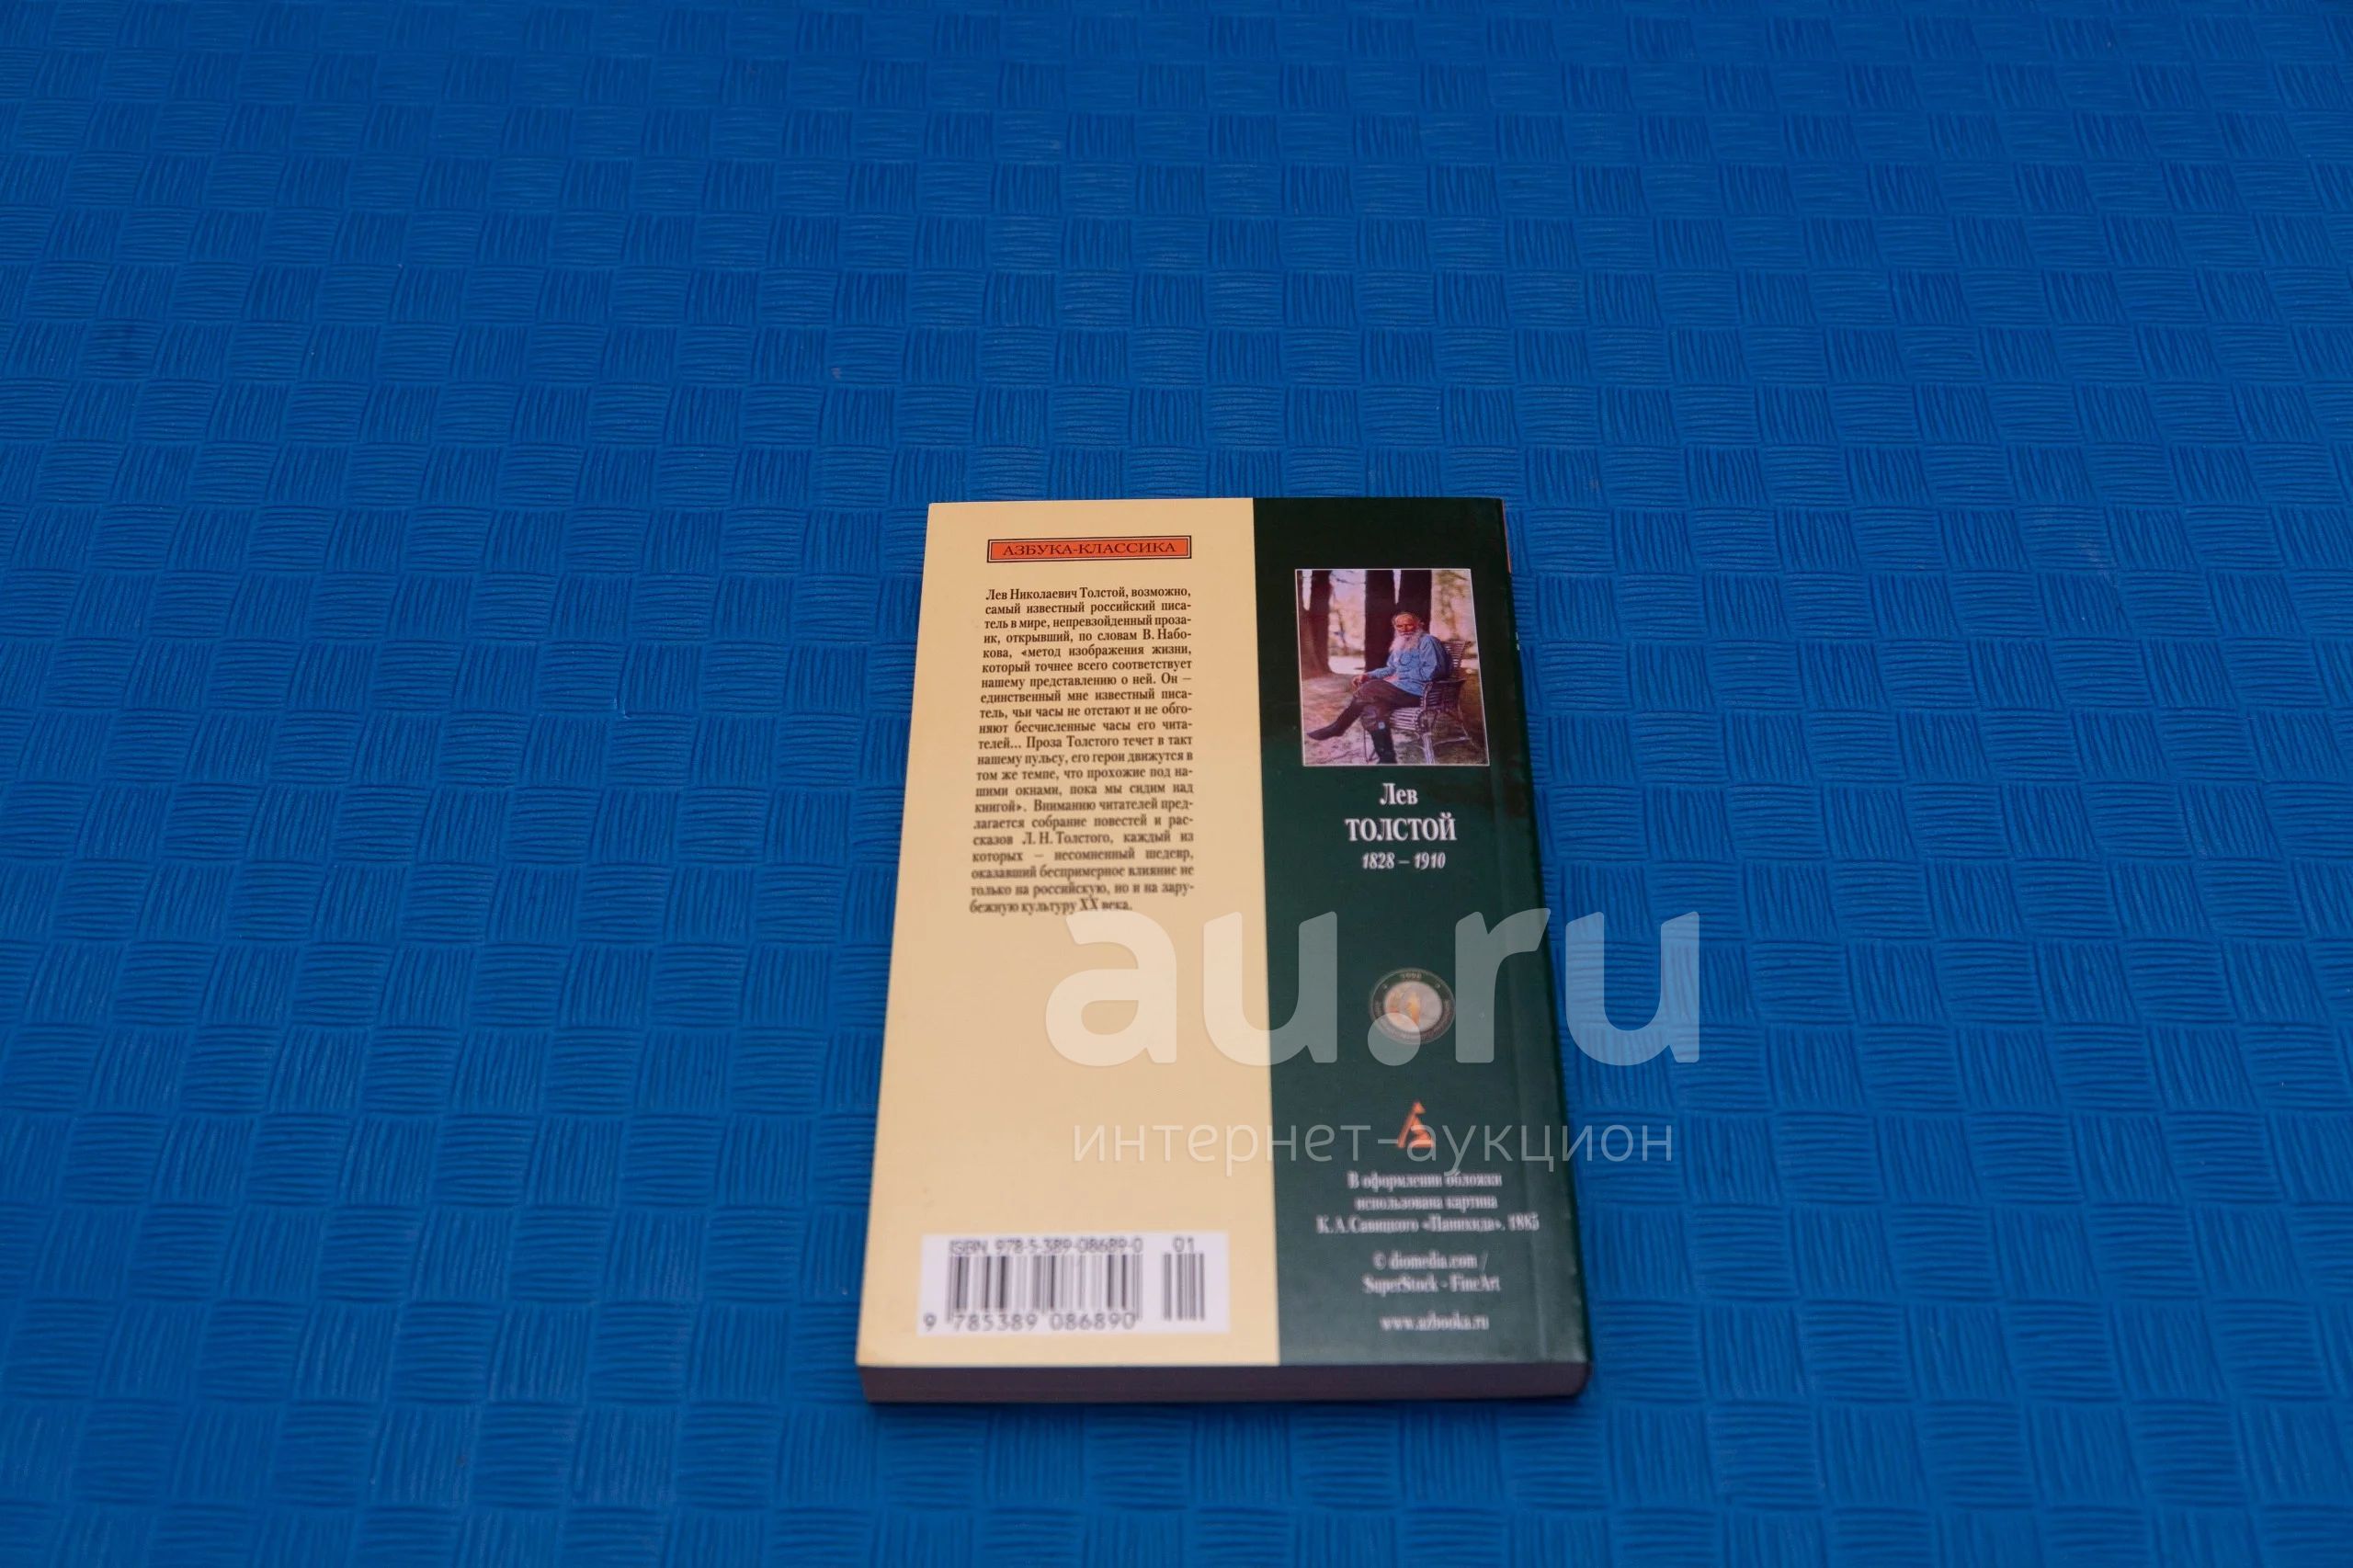 АЗБУКА-КЛАССИКА
Лев Николаевич Толстой, возможно,
самый известный российский писа-
тель в мире, непревзойденный проза-
ик, открывший, по словам В. Набо-
кова, «метод изображения жизни,
который точнее всего соответствует
нашему представлению о ней. Он –
единственный мне известный писа-
тель, чьи часы не отстают и не обго-
няют бесчисленные часы его чита-
телей... Проза Толстого течет в такт
нашему пульсу, его герои движутся в
том же темпе, что прохожие под на-
шими окнами, пока мы сидим над
книгой». Вниманию читателей пред-
лагается собрание повестей и рас-
сказов Л. Н. Толстого, каждый из
которых – несомненный шедевр,
оказавший беспримерное влияние не
только на российскую, но и на зару-
бежную культуру XX века.
ISBN 978-5-389-08689-0 01
9 785389 086890
Лев
ТОЛСТОЙ
1828 – 1910
В оформлении обложки
использована картина
К. А. Савицкого «Панихида». 1885
© diomedia.com /
SuperStock - FineArt
www.azbooka.ru
au.ru
интернет-аукцион